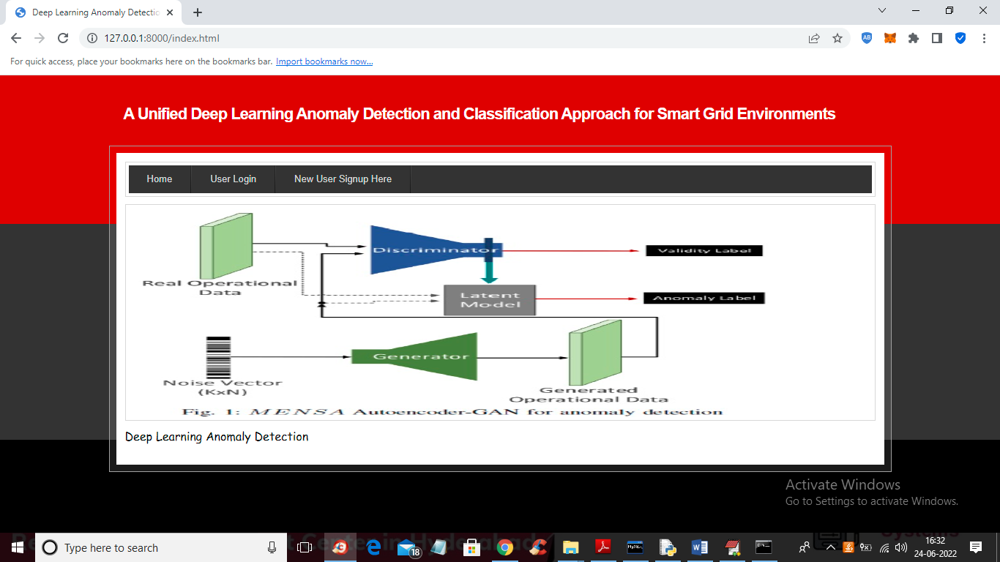 Deep Learning Anomaly Detectio
127.0.0.1:8000/index.html
AB
For quick access, place your bookmarks here on the bookmarks bar. Import bookmarks now...
A Unified Deep Learning Anomaly Detection and Classification Approach for Smart Grid Environments
Home
User Login
New User Signup Here
Discriminator
Validity Label
Real Operational
Data
Latent
Model
Anomaly Label
Generator
Noise Vector
(KxN)
Generated
Operational Data
Fig. 1: MENSA Autoencoder-GAN for anomaly detection
Deep Learning Anomaly Detection
Activate Windows
Go to Settings to activate Windows.
Type here to search
18
16:32
24-06-2022